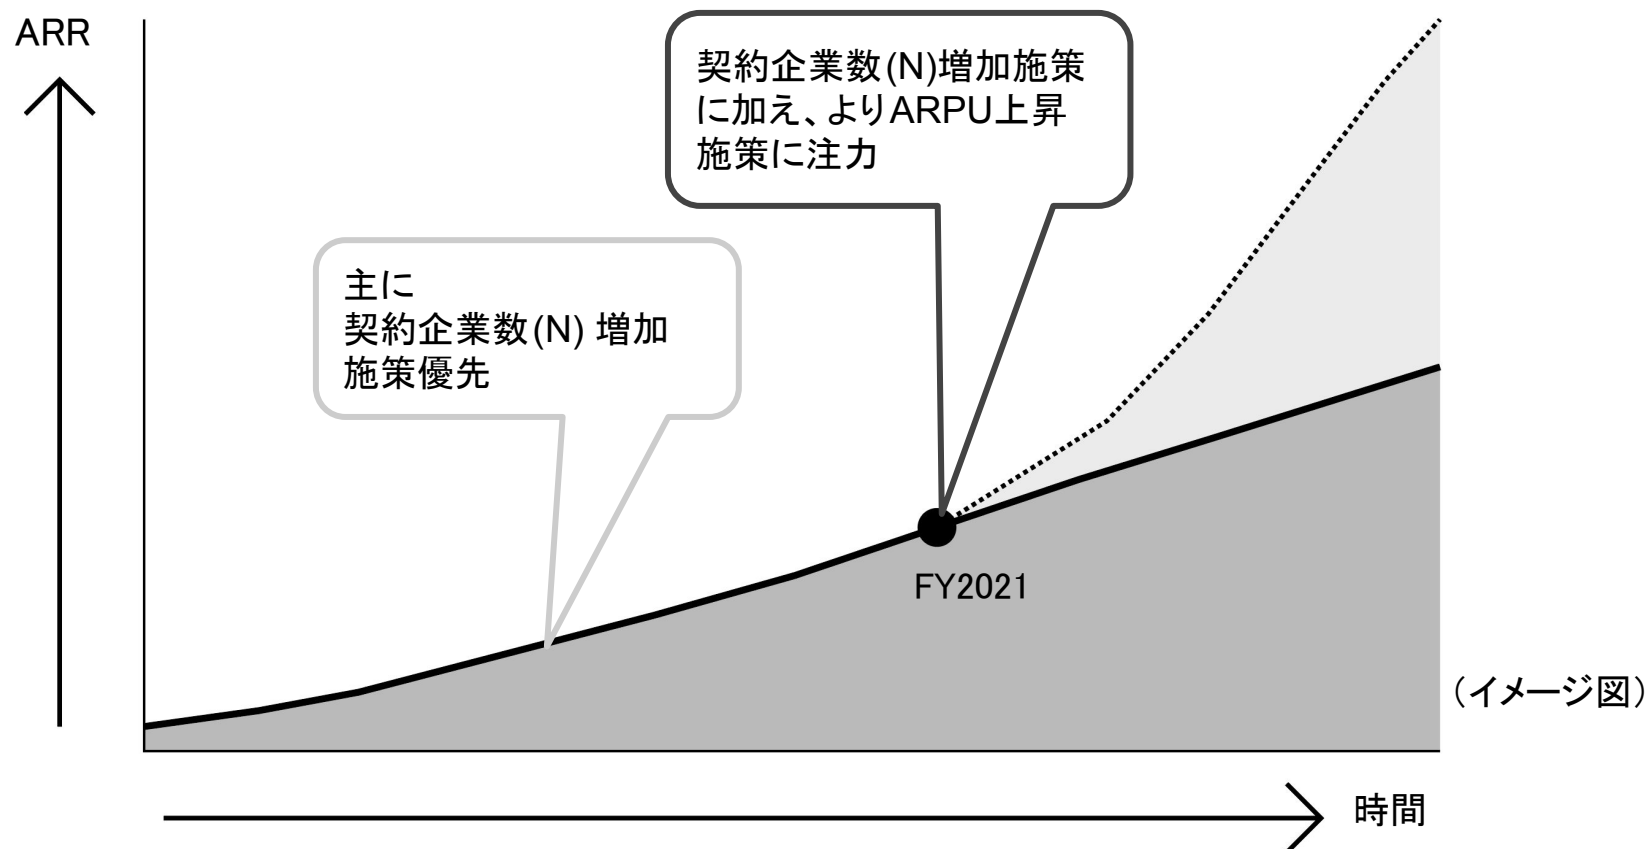 ARR
契約企業数(N)増加施策
に加え、よりARPU上昇
施策に注力
主に
契約企業数(N) 増加
施策優先
FY2021
(イメージ図)
時間